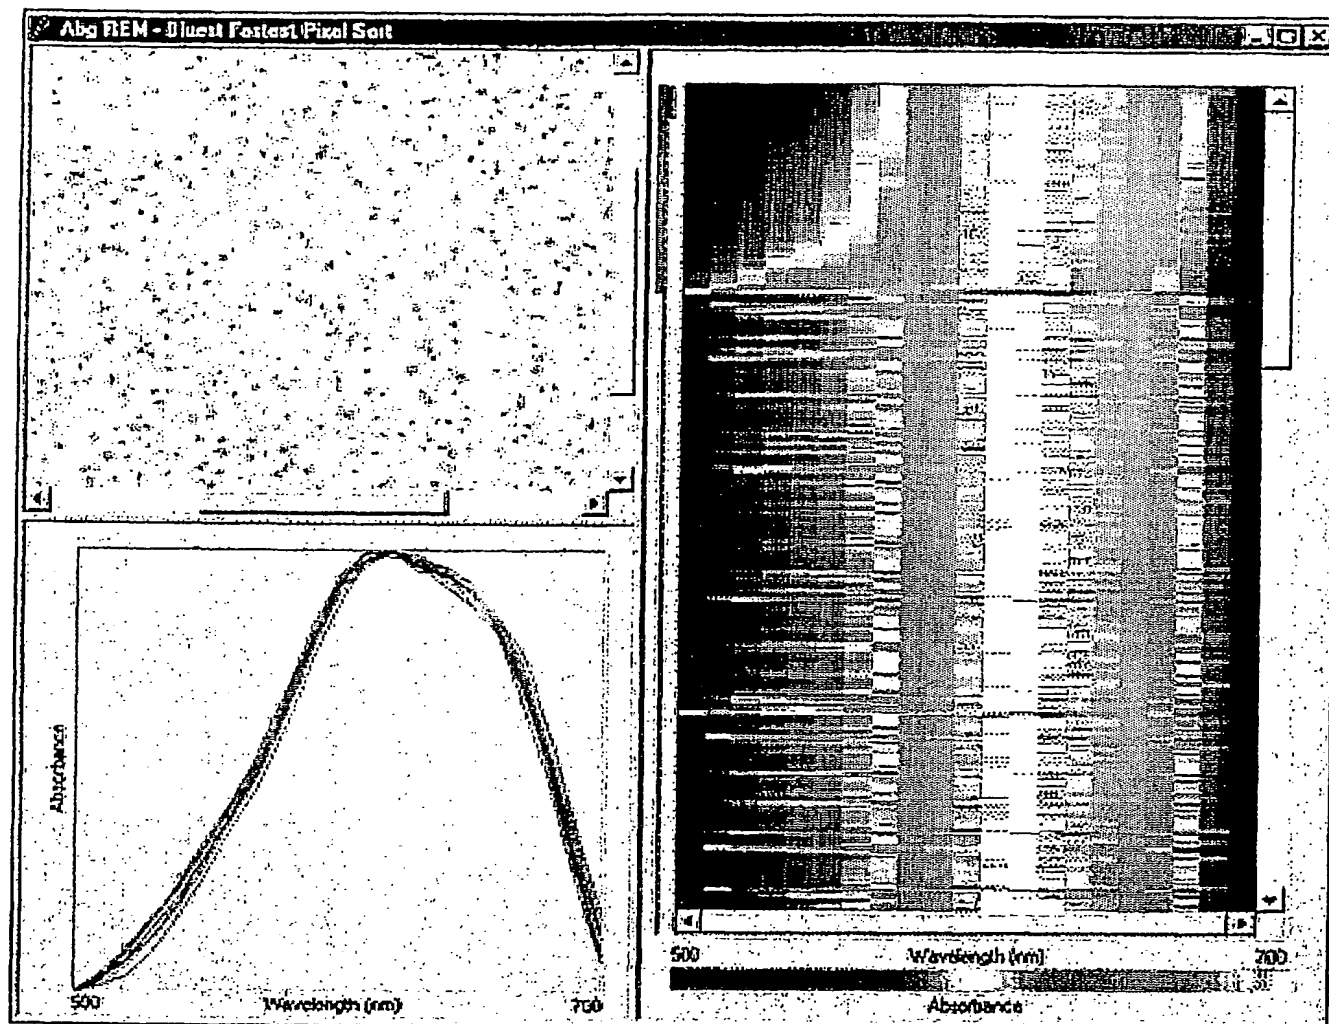 Abg REM - Bluest Fastest Pixel Sort
Absorbance
500 Wavelength (nm) 700
500 Wavelength (nm) 700
Absorbance